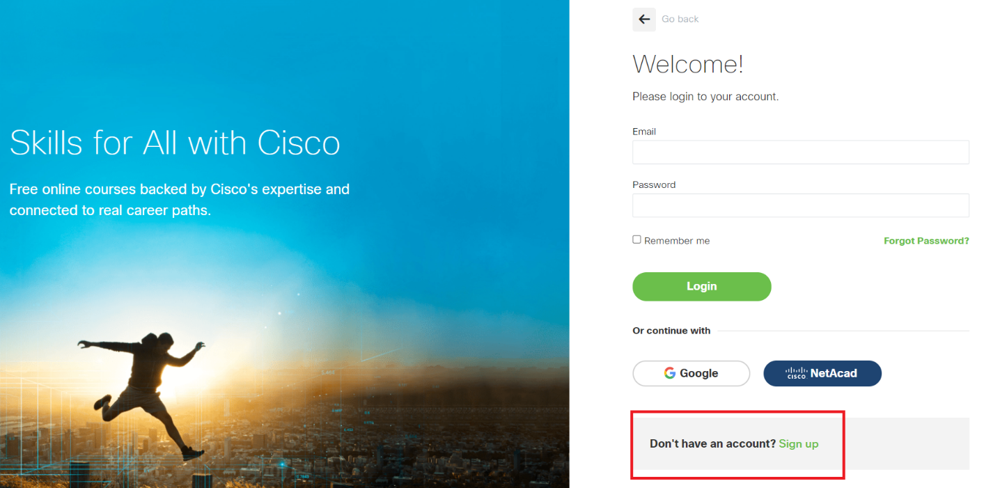 Go back
Welcome!
Please login to your account.
Skills for All with Cisco
Free online courses backed by Cisco's expertise and
connected to real career paths.
Email
Password
Remember me
Forgot Password?
Login
Or continue with
Google
CISCO NetAcad
Don't have an account? Sign up